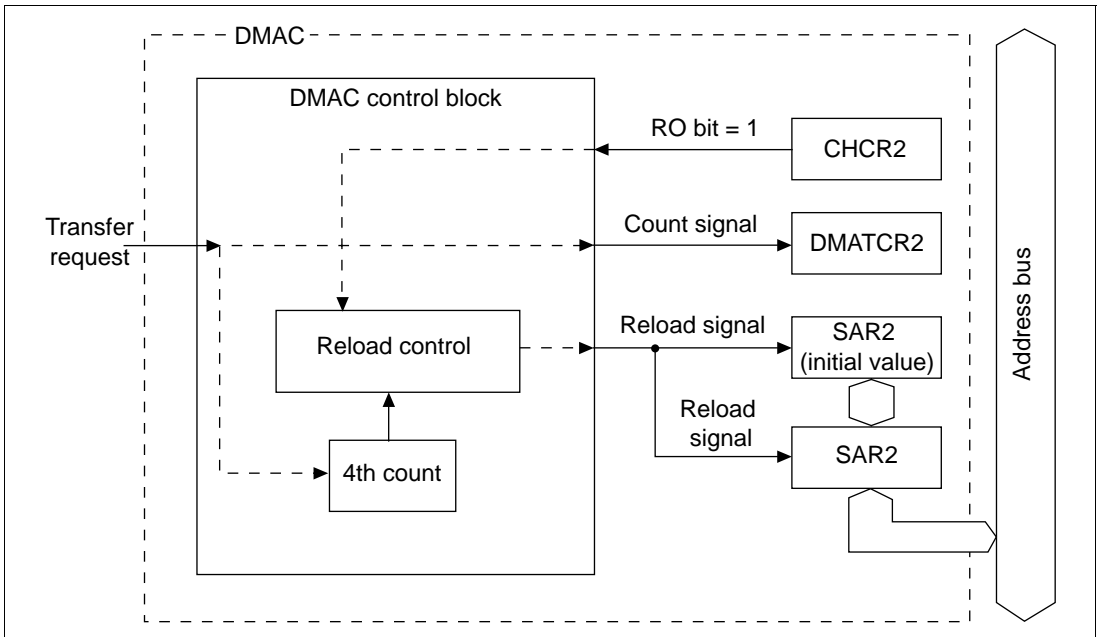 DMAC
DMAC control block
RO bit = 1
CHCR2
Transfer
request
Count signal
DMATCR2
Reload control
Reload signal
SAR2
(initial value)
Reload
signal
4th count
SAR2
Address bus